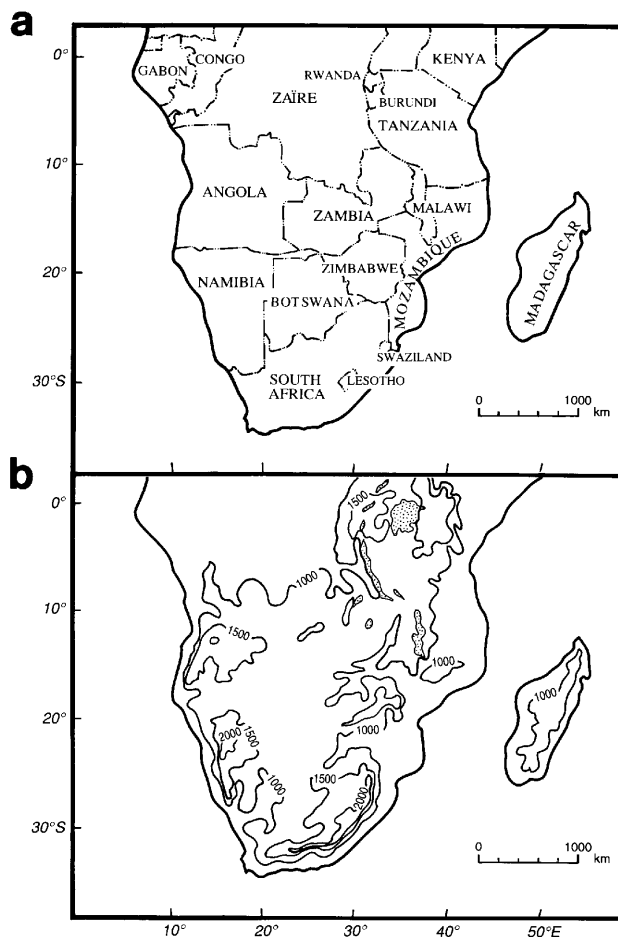 a
0°
GABON
CONGO
RWANDA
KENYA
ZAÏRE
BURUNDI
TANZANIA
10°
ANGOLA
ZAMBIA
MALAWI
20°
NAMIBIA
ZIMBABWE
MOZAMBIQUE
MADAGASCAR
BOTSWANA
SWAZILAND
30°S
SOUTH
AFRICA
LESOTHO
0 1000
km
b
0°
1500
1000
10°
1500
1000
1000
20°
2000
1500
1000
1000
1500
2000
30°S
0 1000
km
10° 20° 30° 40° 50°E